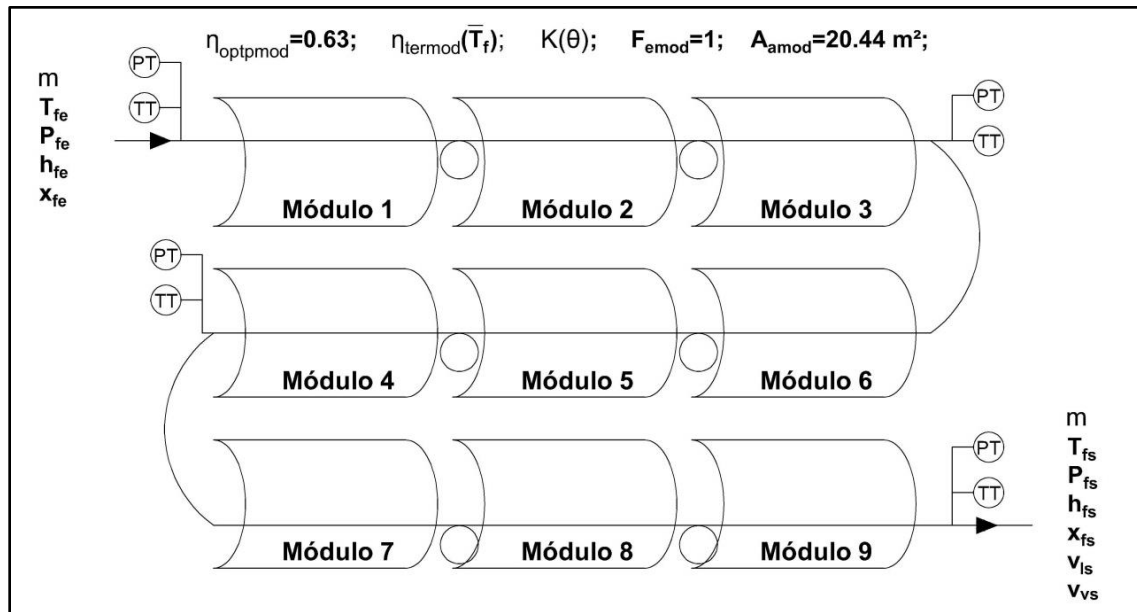 η_optpmod=0.63; η_termod(T̅_f); K(θ); F_emod=1; A_amod=20.44 m²;
PT
TT
m
T_fe
P_fe
h_fe
x_fe
PT
TT
Módulo 1 Módulo 2 Módulo 3
PT
TT
Módulo 4 Módulo 5 Módulo 6
PT
TT
Módulo 7 Módulo 8 Módulo 9
m
T_fs
P_fs
h_fs
x_fs
v_ls
v_vs